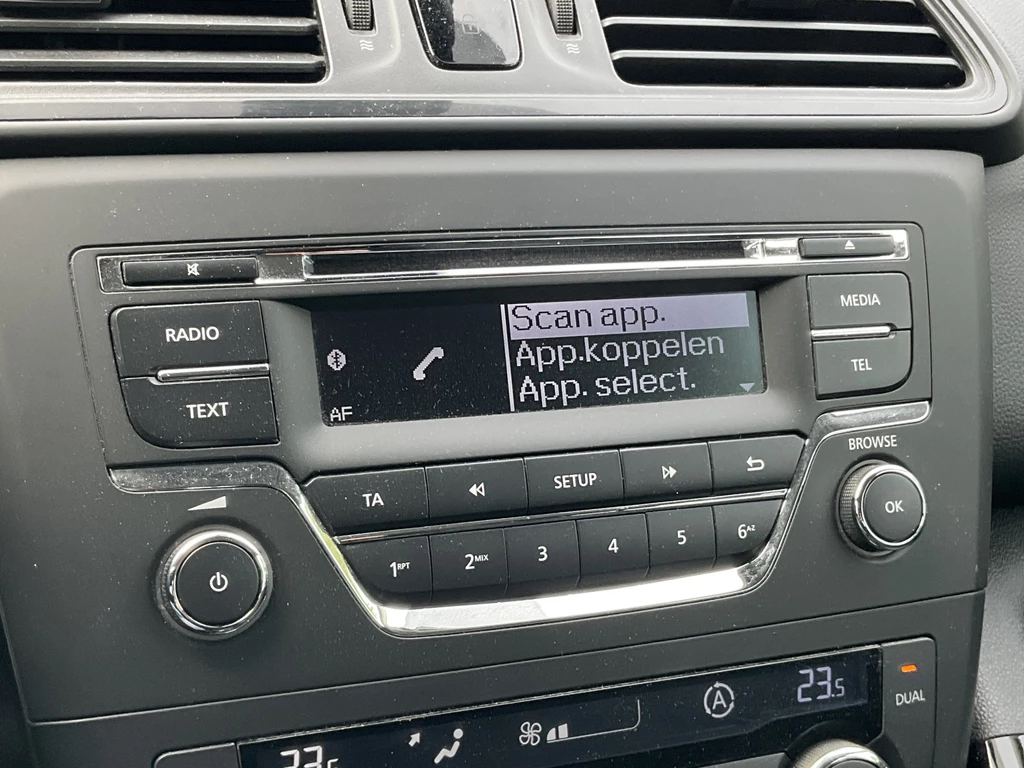 RADIO
TEXT
AF
Scan app.
App.koppelen
App. select.
MEDIA
TEL
BROWSE
OK
TA
SETUP
1RPT
2MIX
3
4
5
6AZ
A
23.5
DUAL